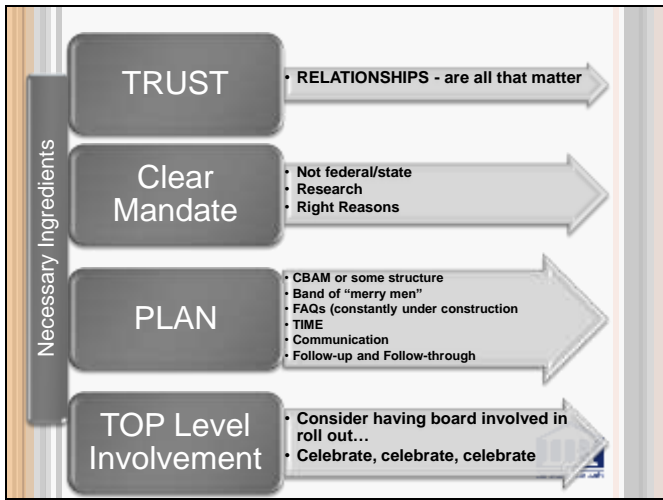 Necessary Ingredients
TRUST
• RELATIONSHIPS - are all that matter
Clear
Mandate
• Not federal/state
• Research
• Right Reasons
PLAN
• CBAM or some structure
• Band of “merry men”
• FAQs (constantly under construction
• TIME
• Communication
• Follow-up and Follow-through
TOP Level
Involvement
• Consider having board involved in
roll out…
• Celebrate, celebrate, celebrate